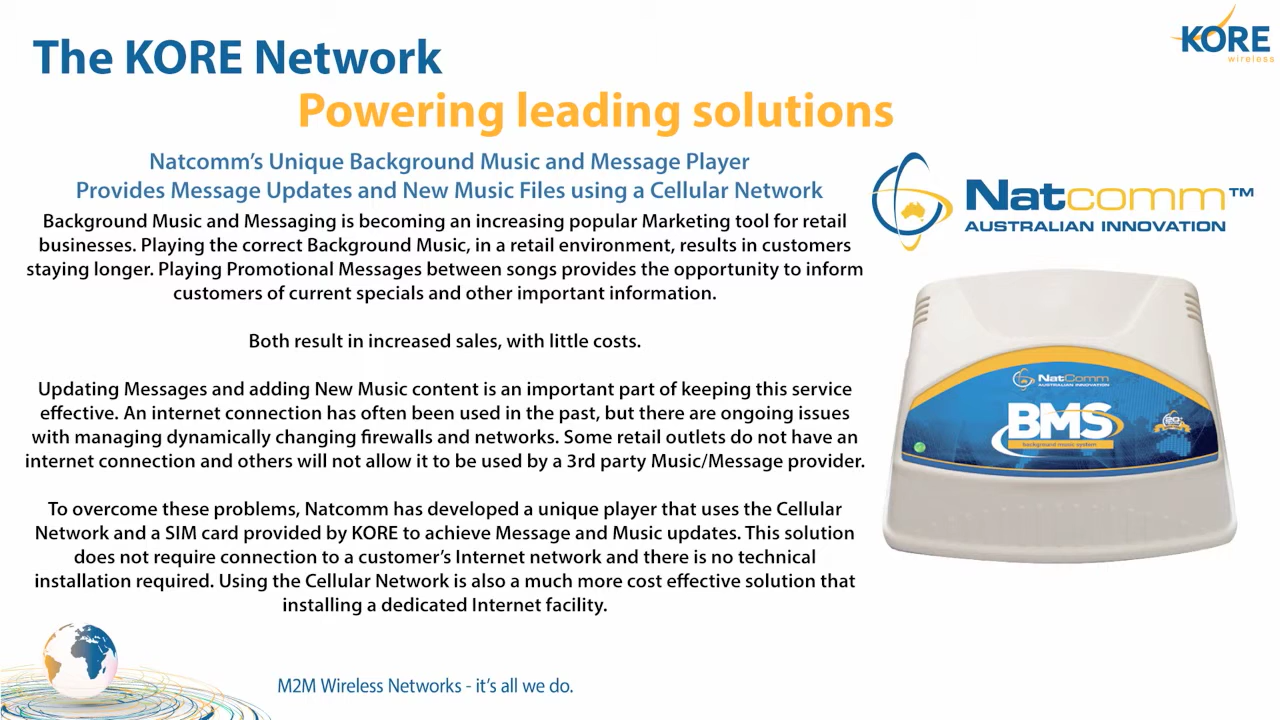 The KORE Network
KORE
wireless
Powering leading solutions
Natcomm's Unique Background Music and Message Player
Provides Message Updates and New Music Files using a Cellular Network
Natcomm™
AUSTRALIAN INNOVATION
Background Music and Messaging is becoming an increasing popular Marketing tool for retail
businesses. Playing the correct Background Music, in a retail environment, results in customers
staying longer. Playing Promotional Messages between songs provides the opportunity to inform
customers of current specials and other important information.
Both result in increased sales, with little costs.
Updating Messages and adding New Music content is an important part of keeping this service
effective. An internet connection has often been used in the past, but there are ongoing issues
with managing dynamically changing firewalls and networks. Some retail outlets do not have an
internet connection and others will not allow it to be used by a 3rd party Music/Message provider.
To overcome these problems, Natcomm has developed a unique player that uses the Cellular
Network and a SIM card provided by KORE to achieve Message and Music updates. This solution
does not require connection to a customer's Internet network and there is no technical
installation required. Using the Cellular Network is also a much more cost effective solution that
installing a dedicated Internet facility.
NatComm
AUSTRALIAN INNOVATION
BMS
background music system
M2M Wireless Networks - it's all we do.